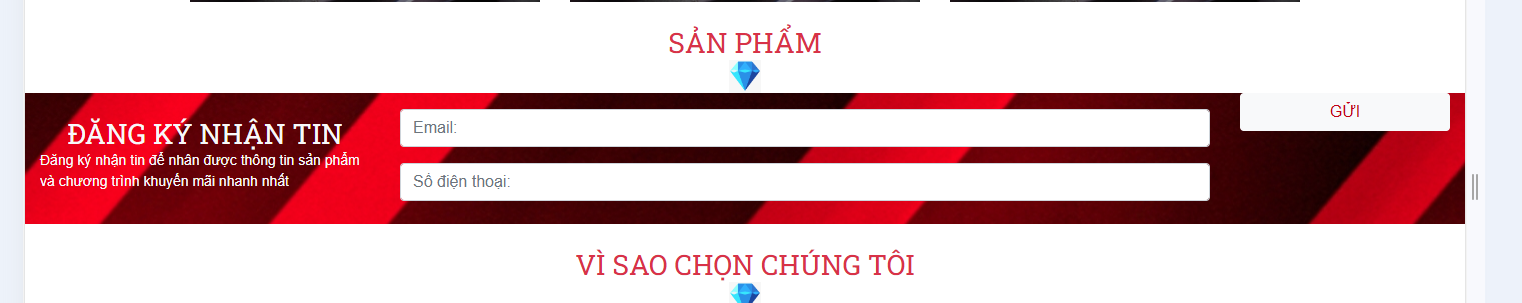 SẢN PHẨM
ĐĂNG KÝ NHẬN TIN
Đăng ký nhận tin để nhân được thông tin sản phẩm
và chương trình khuyến mãi nhanh nhất
Email:
Số điện thoại:
GỬI
VÌ SAO CHỌN CHÚNG TÔI